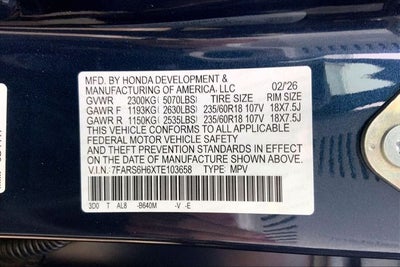 MFD. BY HONDA DEVELOPMENT &
MANUFACTURING OF AMERICA, LLC 02/'26
GVWR 2300KG( 5070LBS) TIRE SIZE RIM SIZE
GAWR F 1193KG( 2630LBS) 235/60R18 107V 18X7.5J
GAWR R 1150KG( 2535LBS) 235/60R18 107V 18X7.5J
THIS VEHICLE CONFORMS TO ALL APPLICABLE
FEDERAL MOTOR VEHICLE SAFETY AND
THEFT PREVENTION STANDARDS IN EFFECT ON
THE DATE OF MANUFACTURE SHOWN ABOVE.
V.I.N.: 7FARS6H6XTE103658 TYPE: MPV
3D0 T AL8 -B640M -V -E